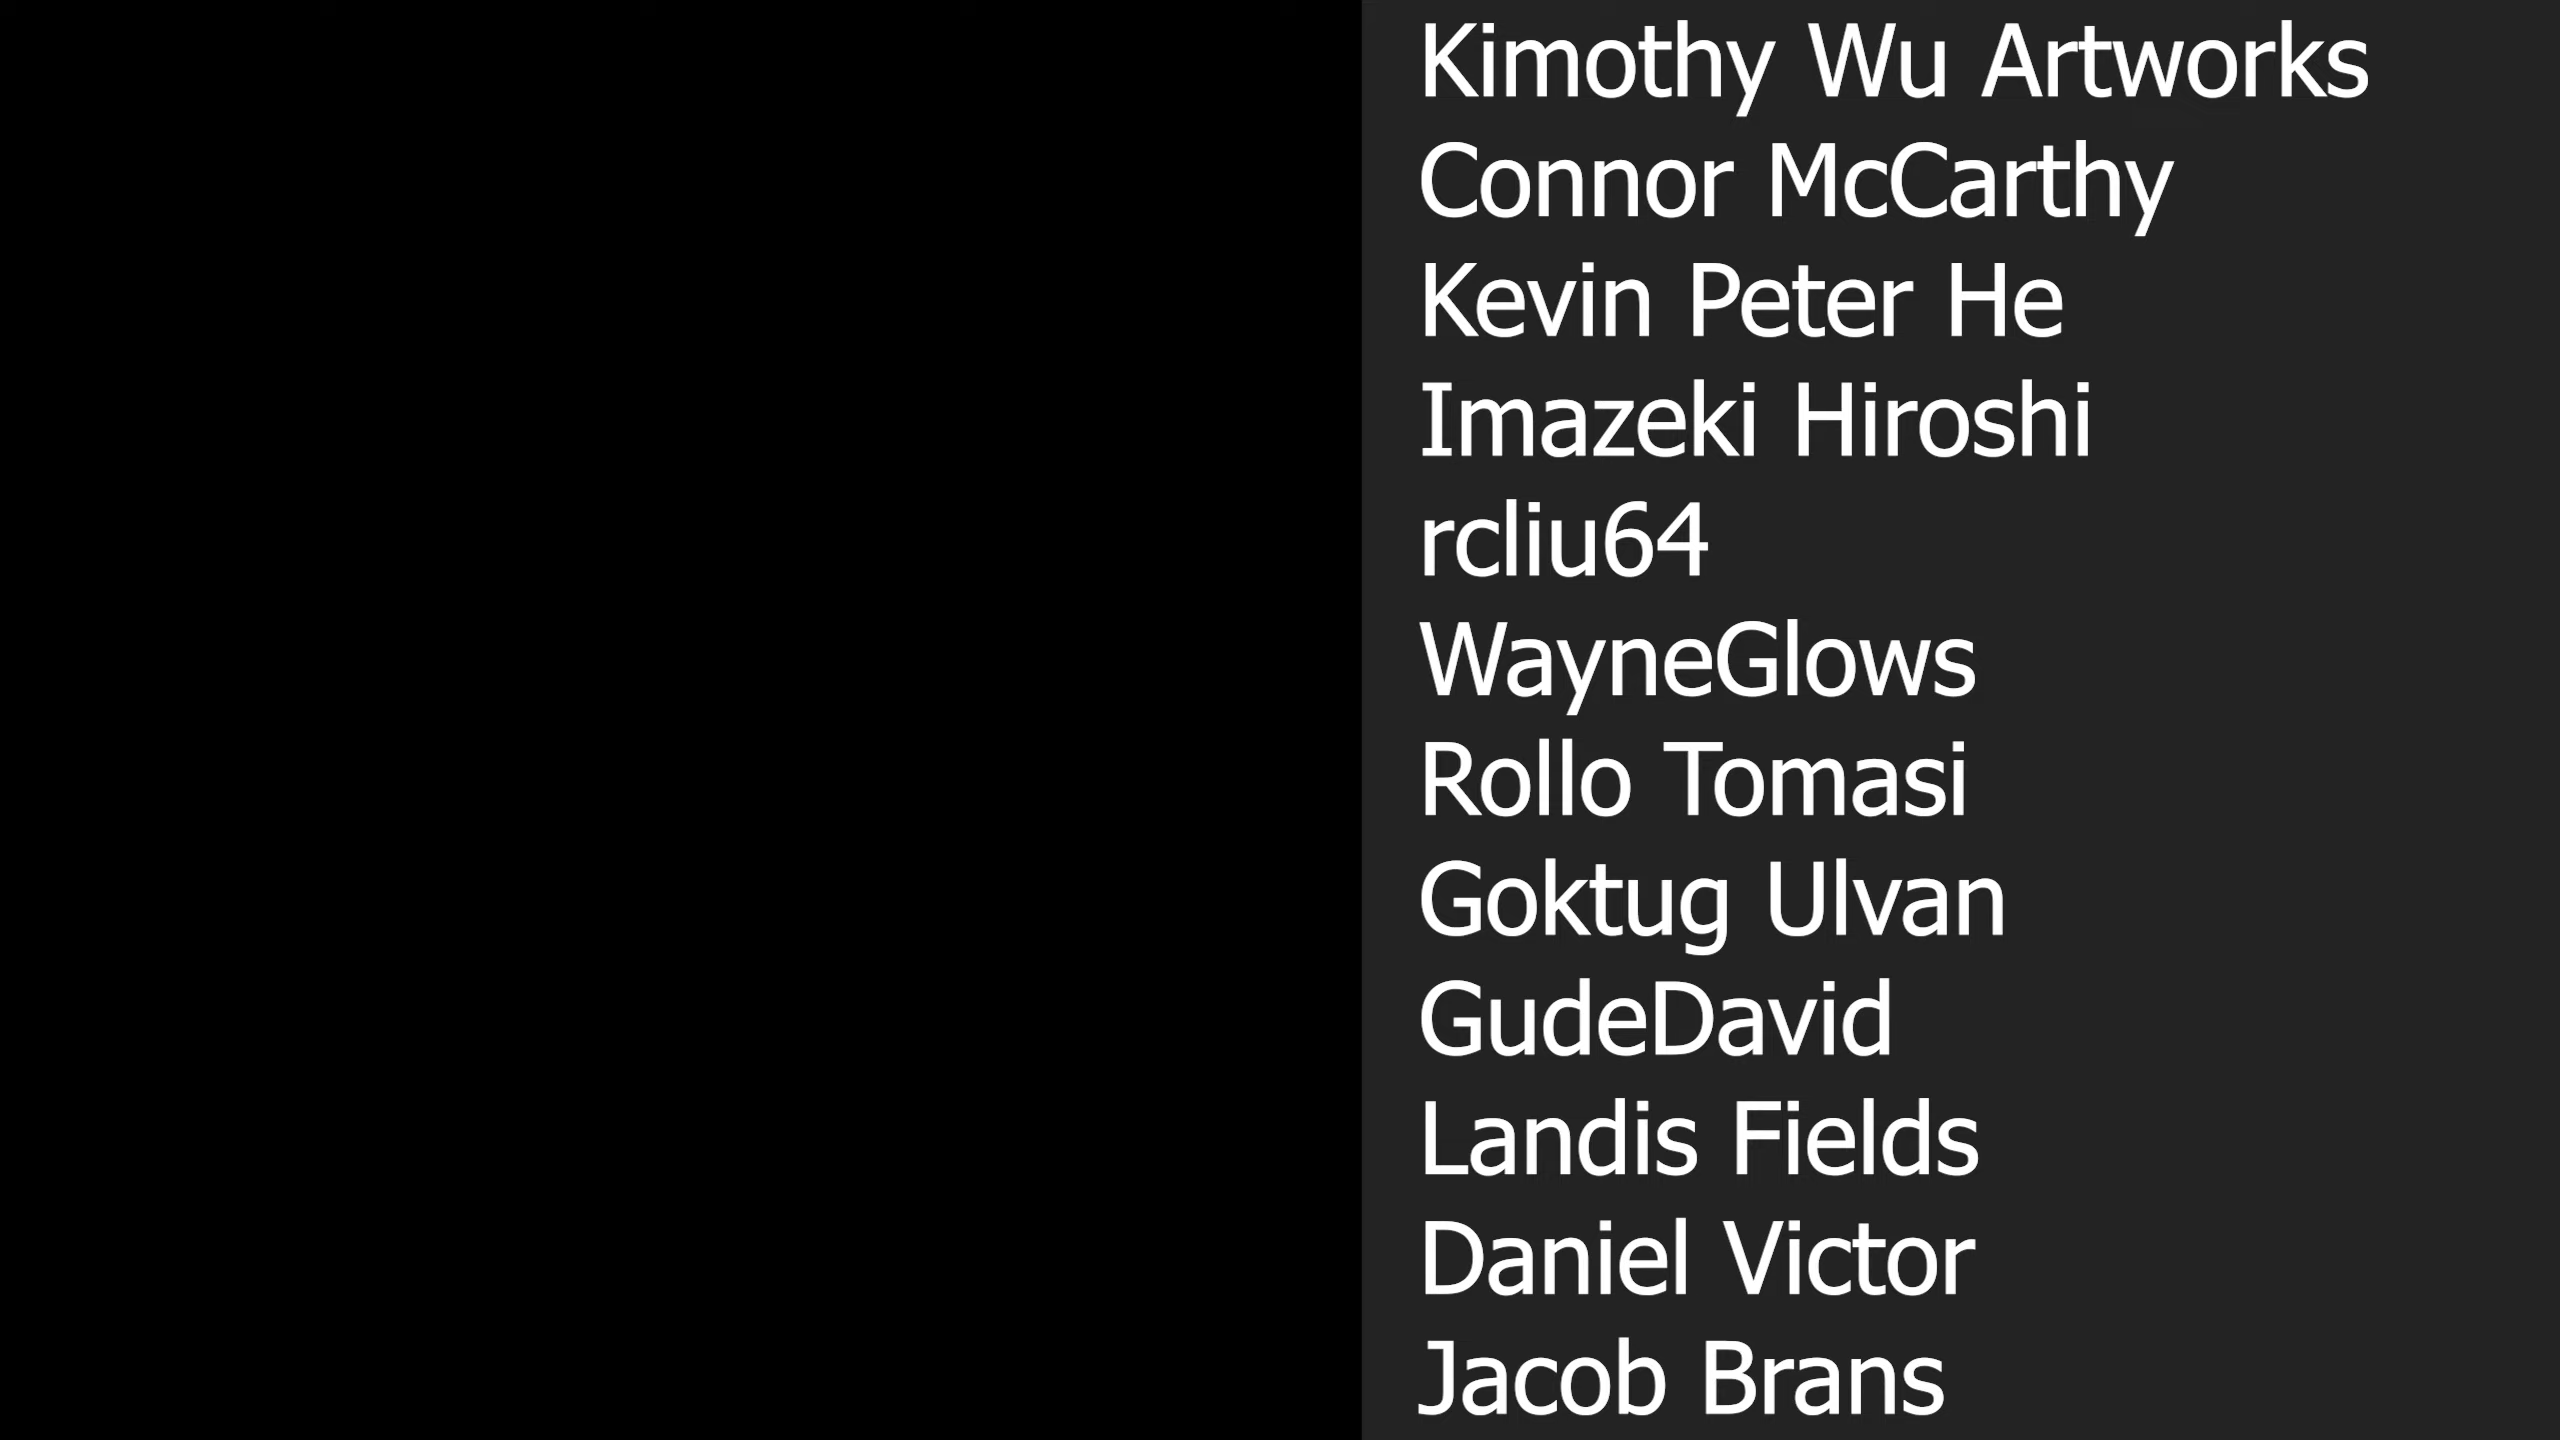 Kimothy Wu Artworks
Connor McCarthy
Kevin Peter He
Imazeki Hiroshi
rcliu64
WayneGlows
Rollo Tomasi
Goktug Ulvan
GudeDavid
Landis Fields
Daniel Victor
Jacob Brans